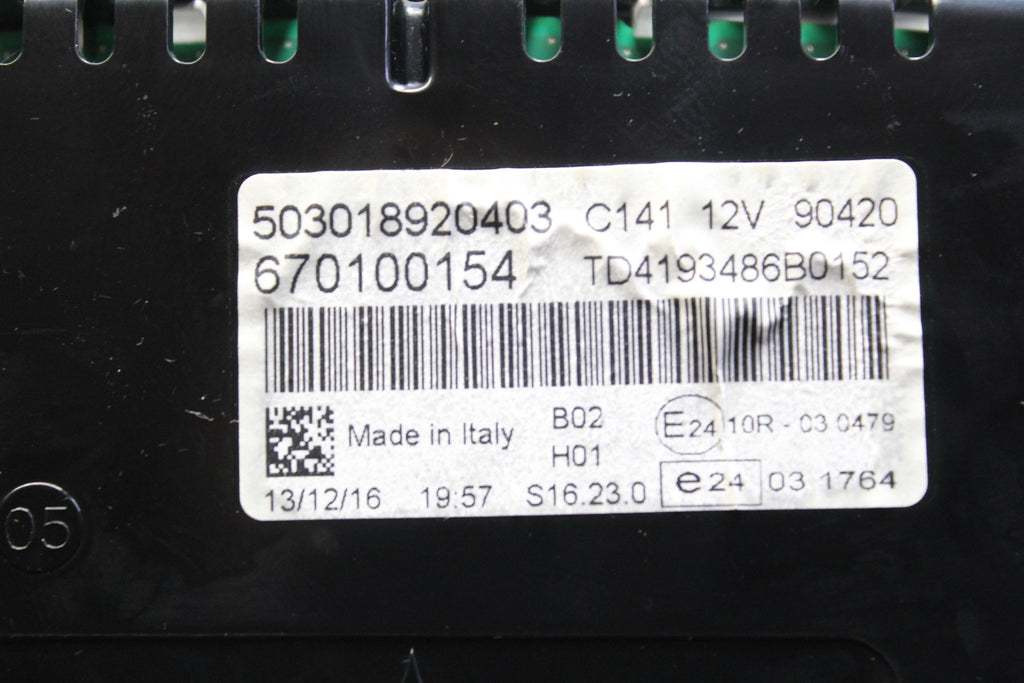 503018920403 C141 12V 90420
670100154 TD4193486B0152
Made in Italy B02 E24 10R - 03 0479
H01
13/12/16 19:57 S16.23.0 e24 03 1764
05